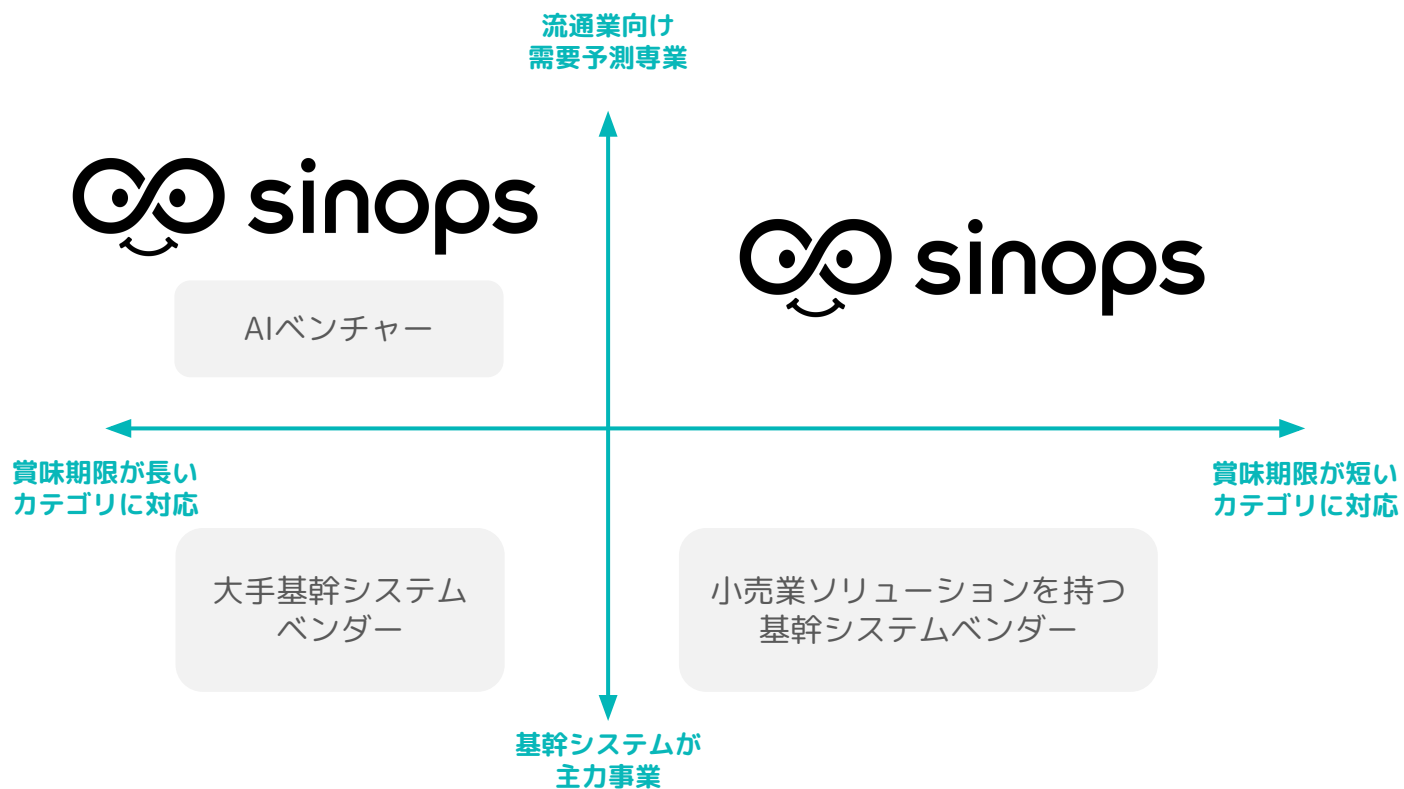 流通業向け
需要予測専業
sinops
sinops
AIベンチャー
賞味期限が長い
カテゴリに対応
賞味期限が短い
カテゴリに対応
大手基幹システム
ベンダー
小売業ソリューションを持つ
基幹システムベンダー
基幹システムが
主力事業